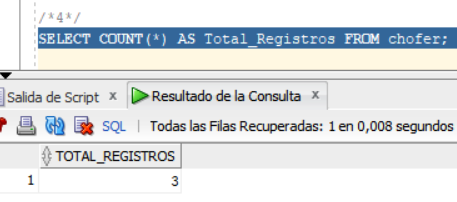 /*4*/
SELECT COUNT(*) AS Total_Registros FROM chofer;
Salida de Script x Resultado de la Consulta x
SQL | Todas las Filas Recuperadas: 1 en 0,008 segundos
TOTAL_REGISTROS
1 3